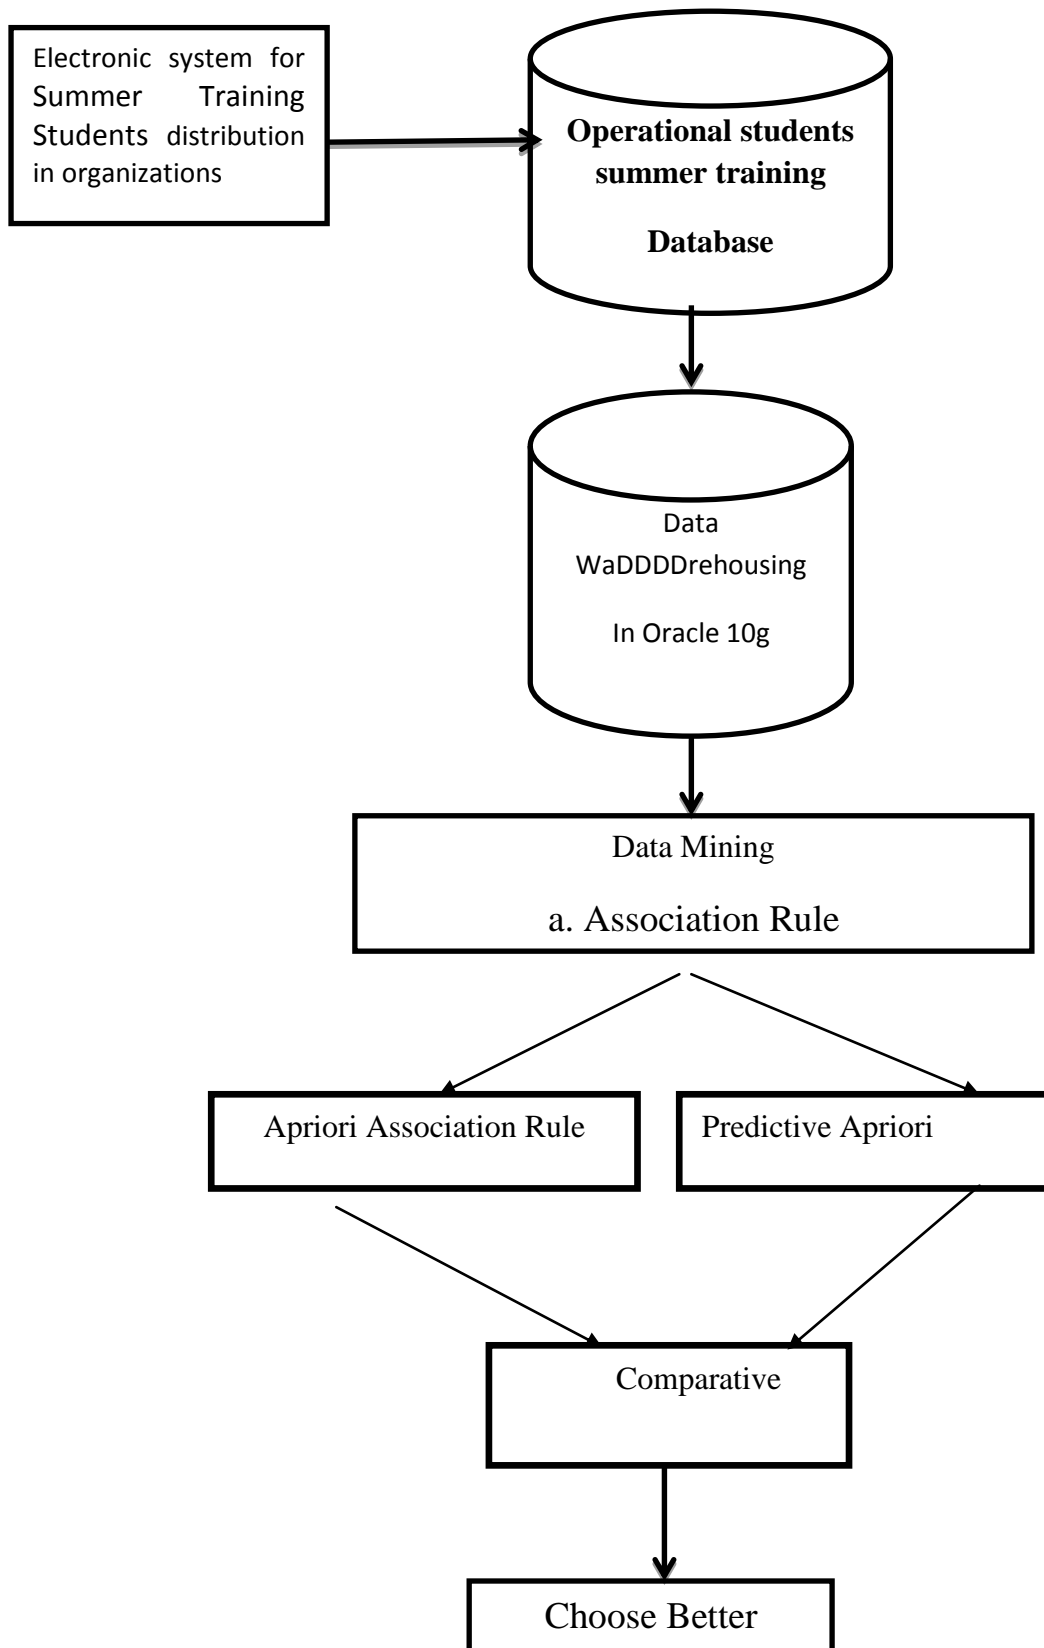 Electronic system for
Summer Training
Students distribution
in organizations
Operational students
summer training
Database
Data
WaDDDDrehousing
In Oracle 10g
Data Mining
a. Association Rule
Apriori Association Rule
Predictive Apriori
Comparative
Choose Better